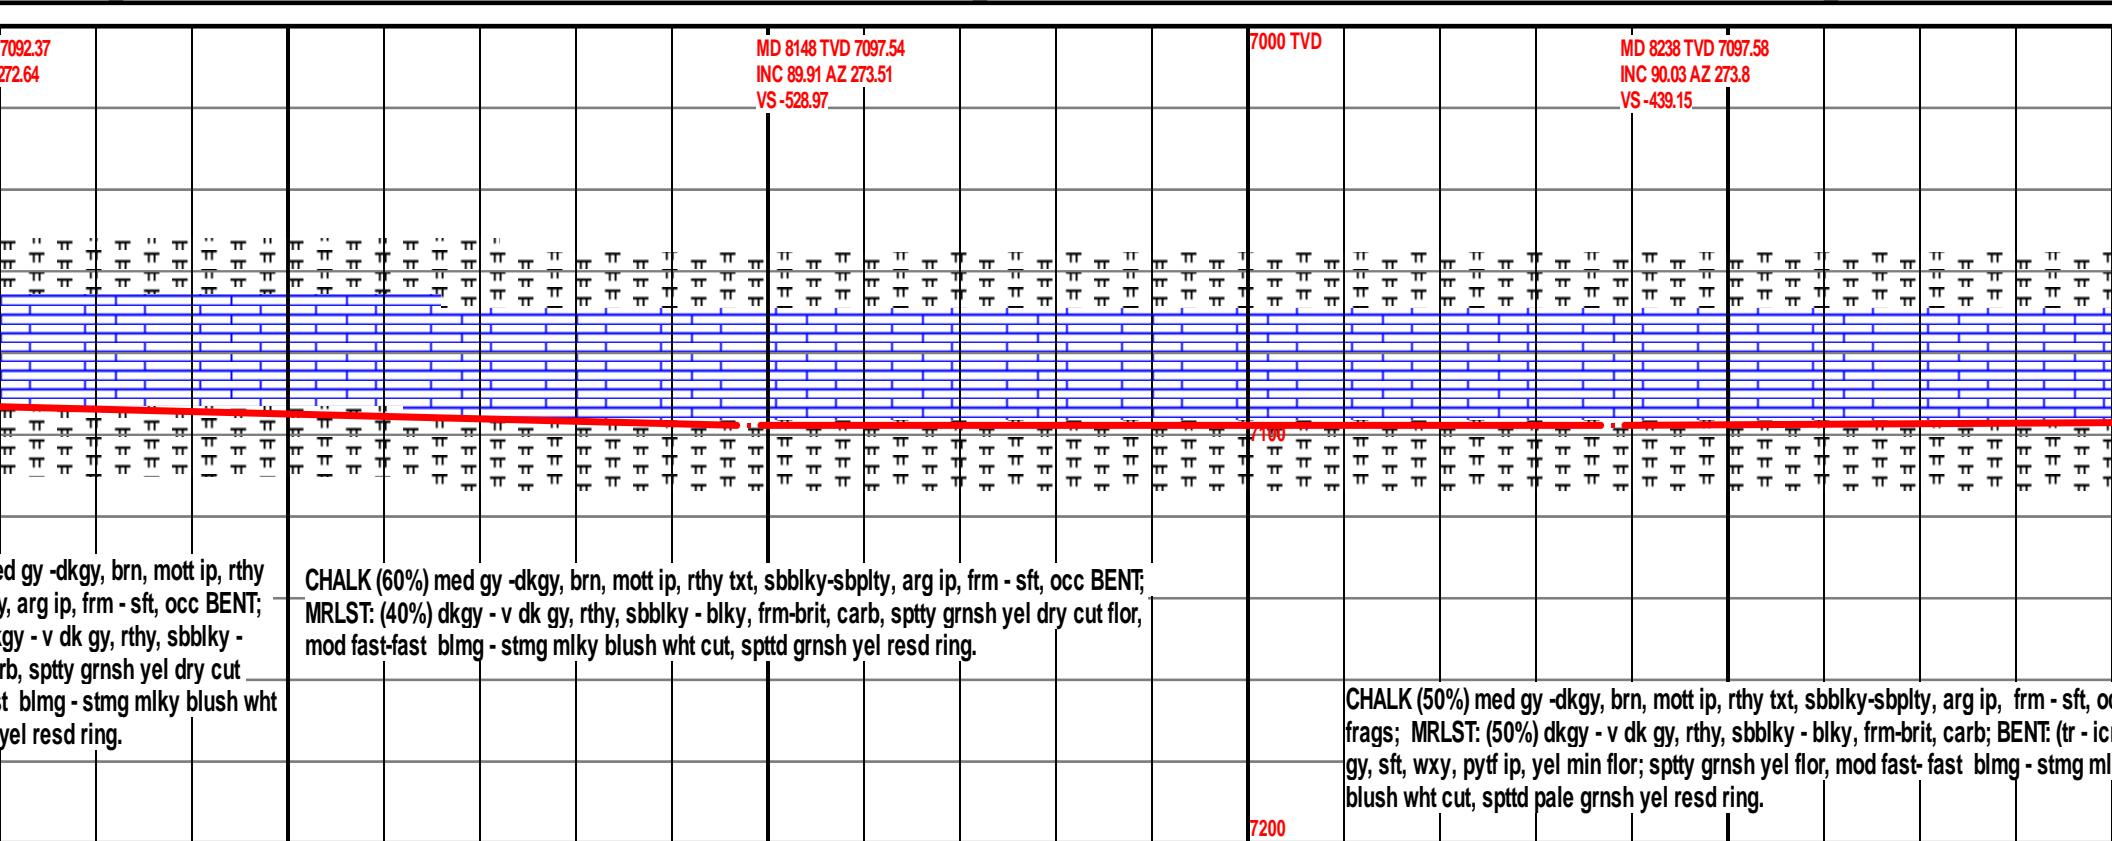 7092.37
272.64
MD 8148 TVD 7097.54
INC 89.91 AZ 273.51
VS -528.97
7000 TVD
MD 8238 TVD 7097.58
INC 90.03 AZ 273.8
VS -439.15
7100
ed gy -dkgy, brn, mott ip, rthy
y, arg ip, frm - sft, occ BENT;
kgy - v dk gy, rthy, sbblky -
rb, sptty grnsh yel dry cut
st blmg - stmg mlky blush wht
yel resd ring.
CHALK (60%) med gy -dkgy, brn, mott ip, rthy txt, sbblky-sbplty, arg ip, frm - sft, occ BENT;
MRLST: (40%) dkgy - v dk gy, rthy, sbblky - blky, frm-brit, carb, sptty grnsh yel dry cut flor,
mod fast-fast blmg - stmg mlky blush wht cut, spttd grnsh yel resd ring.
CHALK (50%) med gy -dkgy, brn, mott ip, rthy txt, sbblky-sbplty, arg ip, frm - sft, oc
frags; MRLST: (50%) dkgy - v dk gy, rthy, sbblky - blky, frm-brit, carb; BENT: (tr - ic
gy, sft, wxy, pytf ip, yel min flor; sptty grnsh yel flor, mod fast- fast blmg - stmg ml
blush wht cut, spttd pale grnsh yel resd ring.
7200